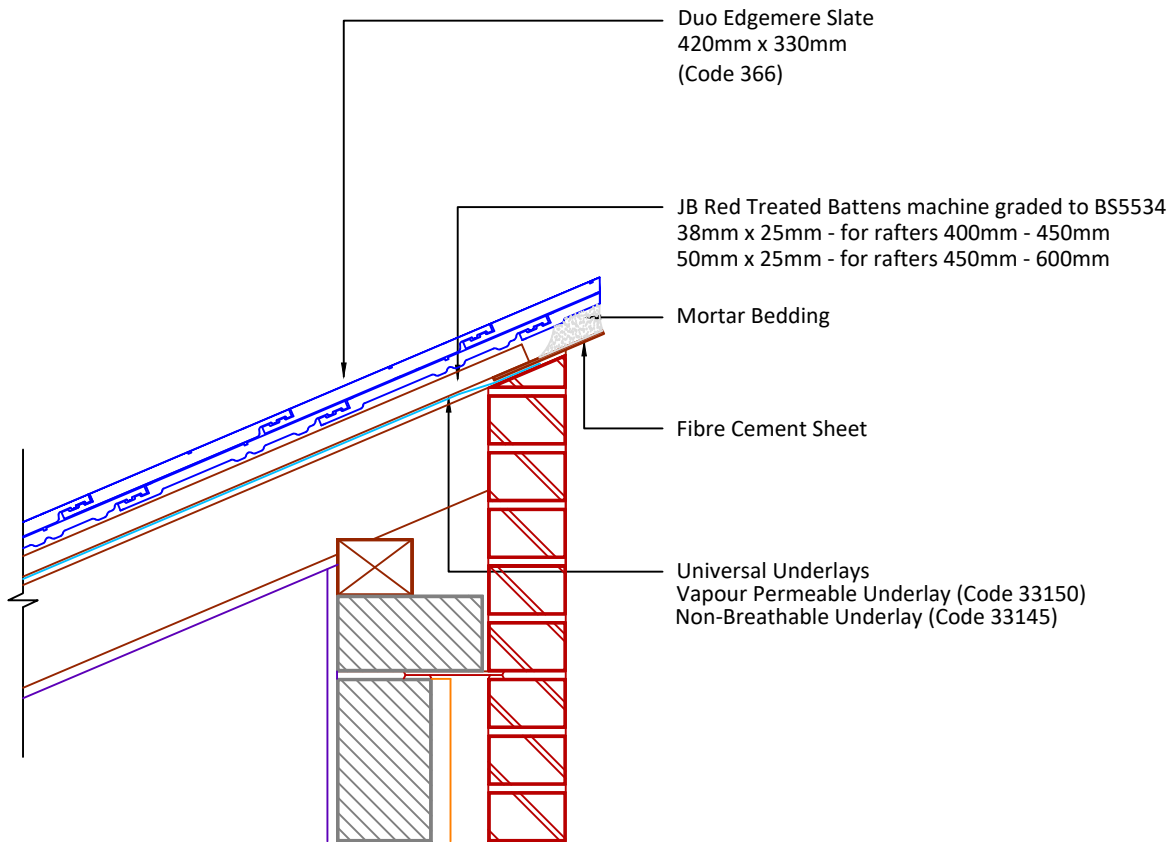 Duo Edgemere Slate
420mm x 330mm
(Code 366)
JB Red Treated Battens machine graded to BS5534
38mm x 25mm - for rafters 400mm - 450mm
50mm x 25mm - for rafters 450mm - 600mm
Mortar Bedding
Fibre Cement Sheet
Universal Underlays
Vapour Permeable Underlay (Code 33150)
Non-Breathable Underlay (Code 33145)